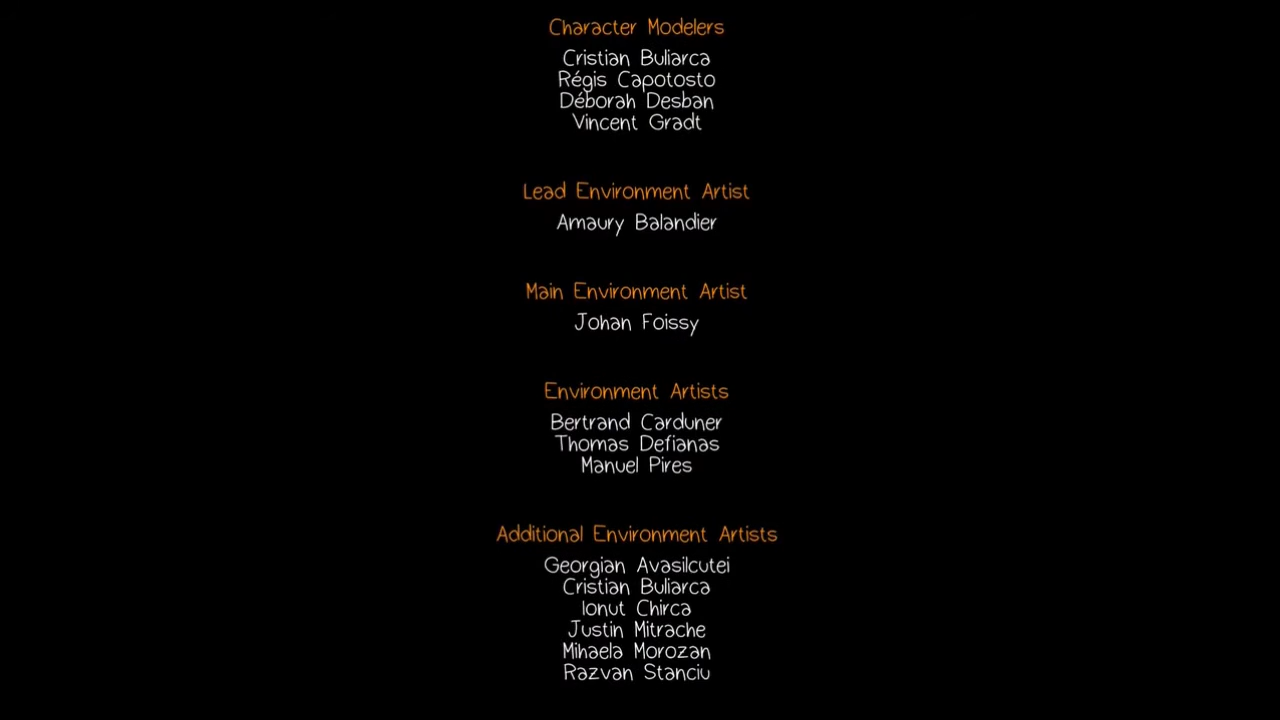 Character Modelers
Cristian Buliarca
Régis Capotosto
Déborah Desban
Vincent Gradt
Lead Environment Artist
Amaury Balandier
Main Environment Artist
Johan Foissy
Environment Artists
Bertrand Carduner
Thomas Defianas
Manuel Pires
Additional Environment Artists
Georgian Avasilcutei
Cristian Buliarca
Ionut Chirca
Justin Mitrache
Mihaela Morozan
Razvan Stanciu